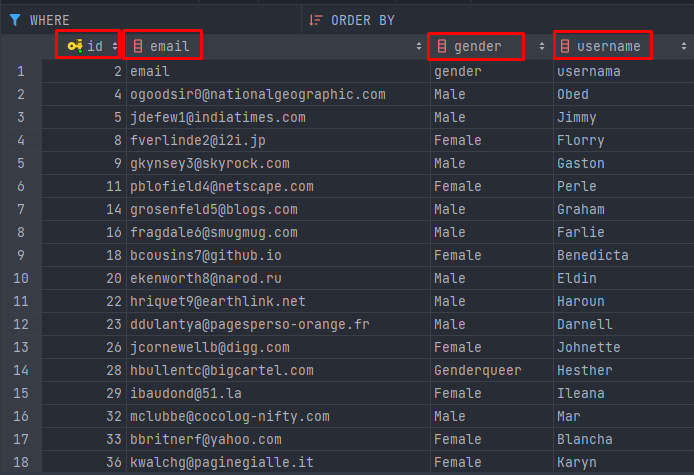 WHERE ORDER BY
id email gender username
1 2 email gender usernama
2 4 ogoodsir0@nationalgeographic.com Male Obed
3 5 jdefew1@indiatimes.com Male Jimmy
4 8 fverlinde2@i2i.jp Female Florry
5 9 gkynsey3@skyrock.com Male Gaston
6 11 pblofield4@netscape.com Female Perle
7 14 grosenfeld5@blogs.com Male Graham
8 16 fragdale6@smugmug.com Male Farlie
9 18 bcousins7@github.io Female Benedicta
10 20 ekenworth8@narod.ru Male Eldin
11 22 hriquet9@earthlink.net Male Haroun
12 23 ddulantya@pagesperso-orange.fr Male Darnell
13 26 jcornewellb@digg.com Female Johnette
14 28 hbullentc@bigcartel.com Genderqueer Hesther
15 29 ibaudond@51.la Female Ileana
16 32 mclubbe@cocolog-nifty.com Male Mar
17 33 bbritnerf@yahoo.com Female Blancha
18 36 kwalchg@paginegialle.it Female Karyn